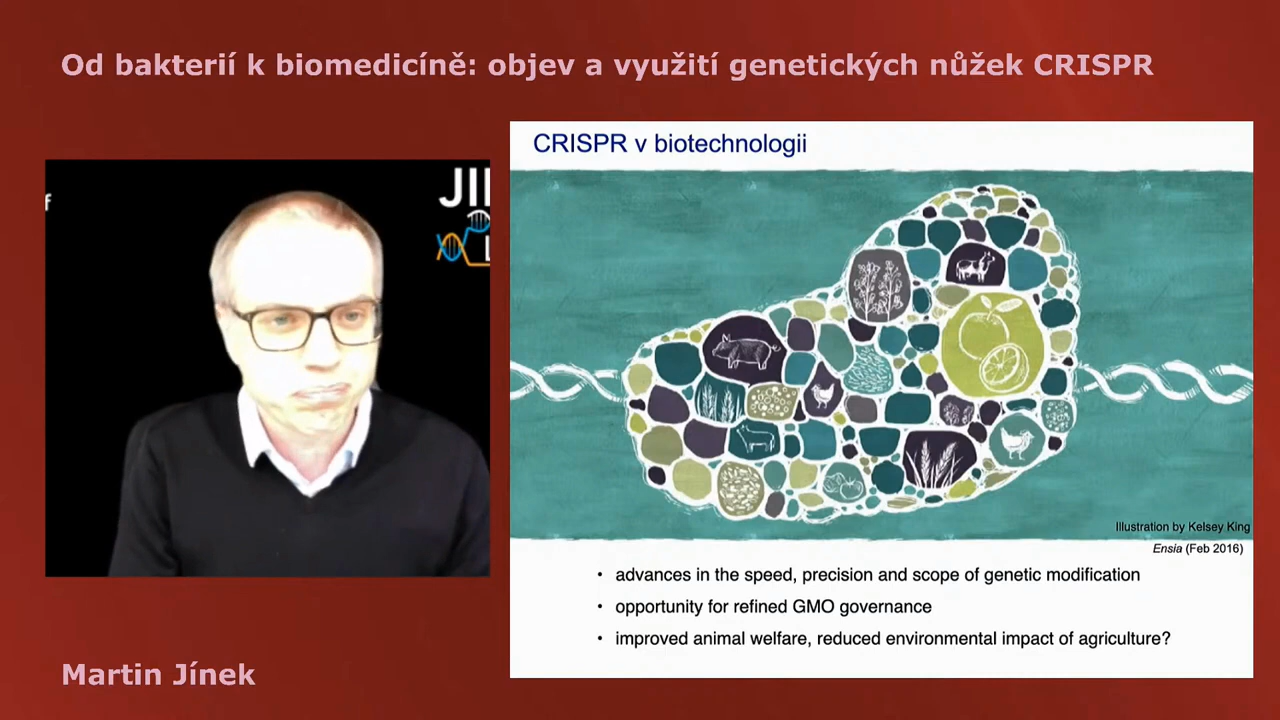 Od bakterií k biomedicíně: objev a využití genetických nůžek CRISPR
CRISPR v biotechnologii
f
JI
L
Illustration by Kelsey King
Ensia (Feb 2016)
• advances in the speed, precision and scope of genetic modification
• opportunity for refined GMO governance
• improved animal welfare, reduced environmental impact of agriculture?
Martin Jínek